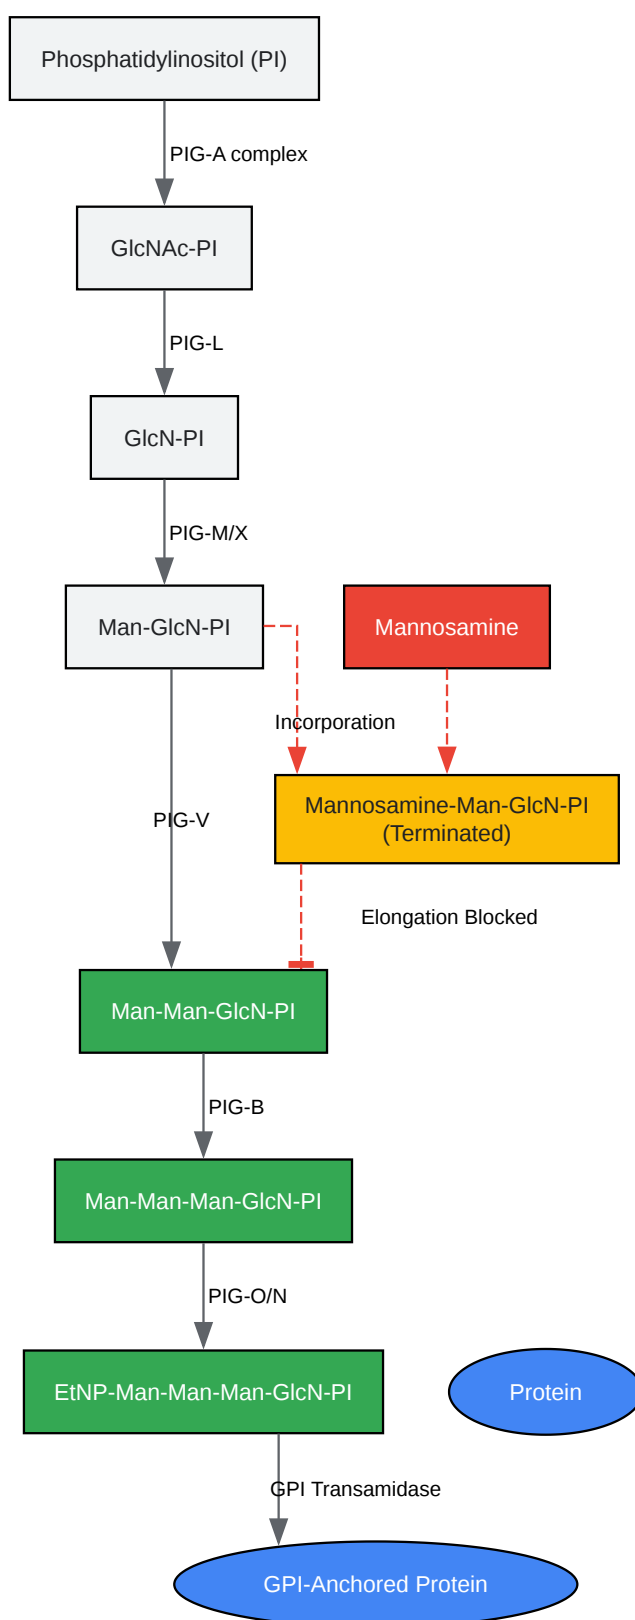 Phosphatidylinositol (PI)
PIG-A complex
GlcNAc-PI
PIG-L
GlcN-PI
PIG-M/X
Man-GlcN-PI
Mannosamine
Incorporation
Mannosamine-Man-GlcN-PI
(Terminated)
PIG-V
Elongation Blocked
Man-Man-GlcN-PI
PIG-B
Man-Man-Man-GlcN-PI
PIG-O/N
EtNP-Man-Man-Man-GlcN-PI
Protein
GPI Transamidase
GPI-Anchored Protein